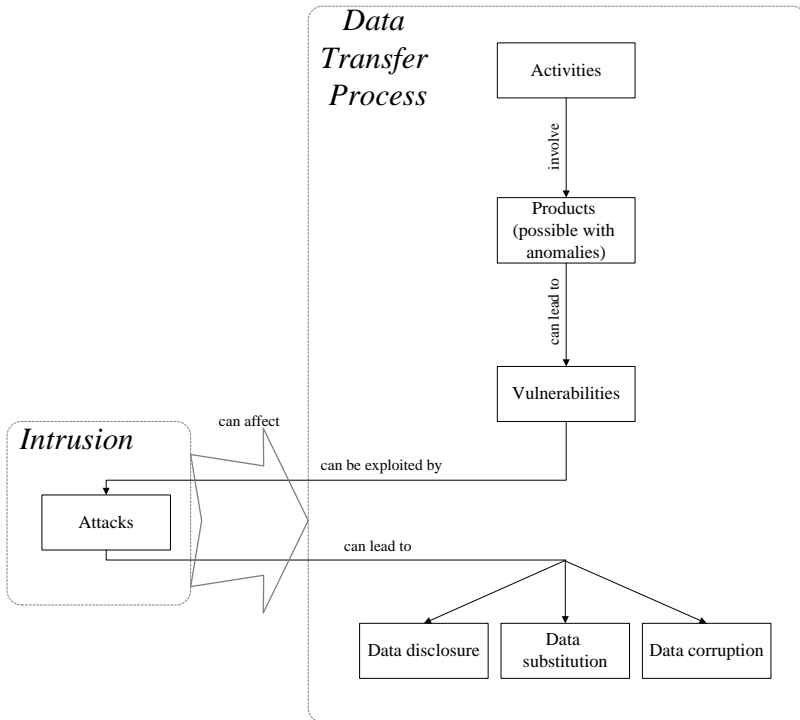 Data
Transfer
Process
Activities
involve
Products
(possible with
anomalies)
can lead to
Vulnerabilities
can affect
Intrusion
can be exploited by
Attacks
can lead to
Data disclosure
Data
substitution
Data corruption